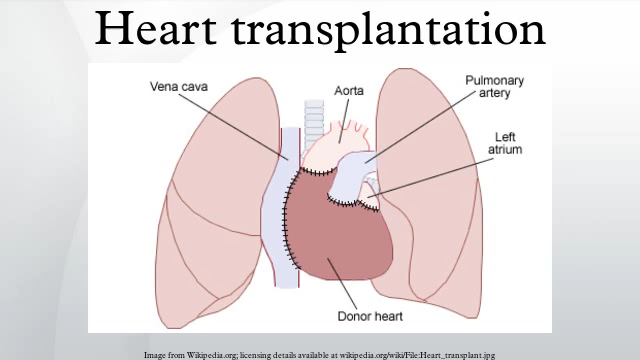 Heart transplantation
Vena cava
Aorta
Pulmonary
artery
Left
atrium
Donor heart
Image from Wikipedia.org; licensing details available at wikipedia.org/wiki/File:Heart_transplant.jpg